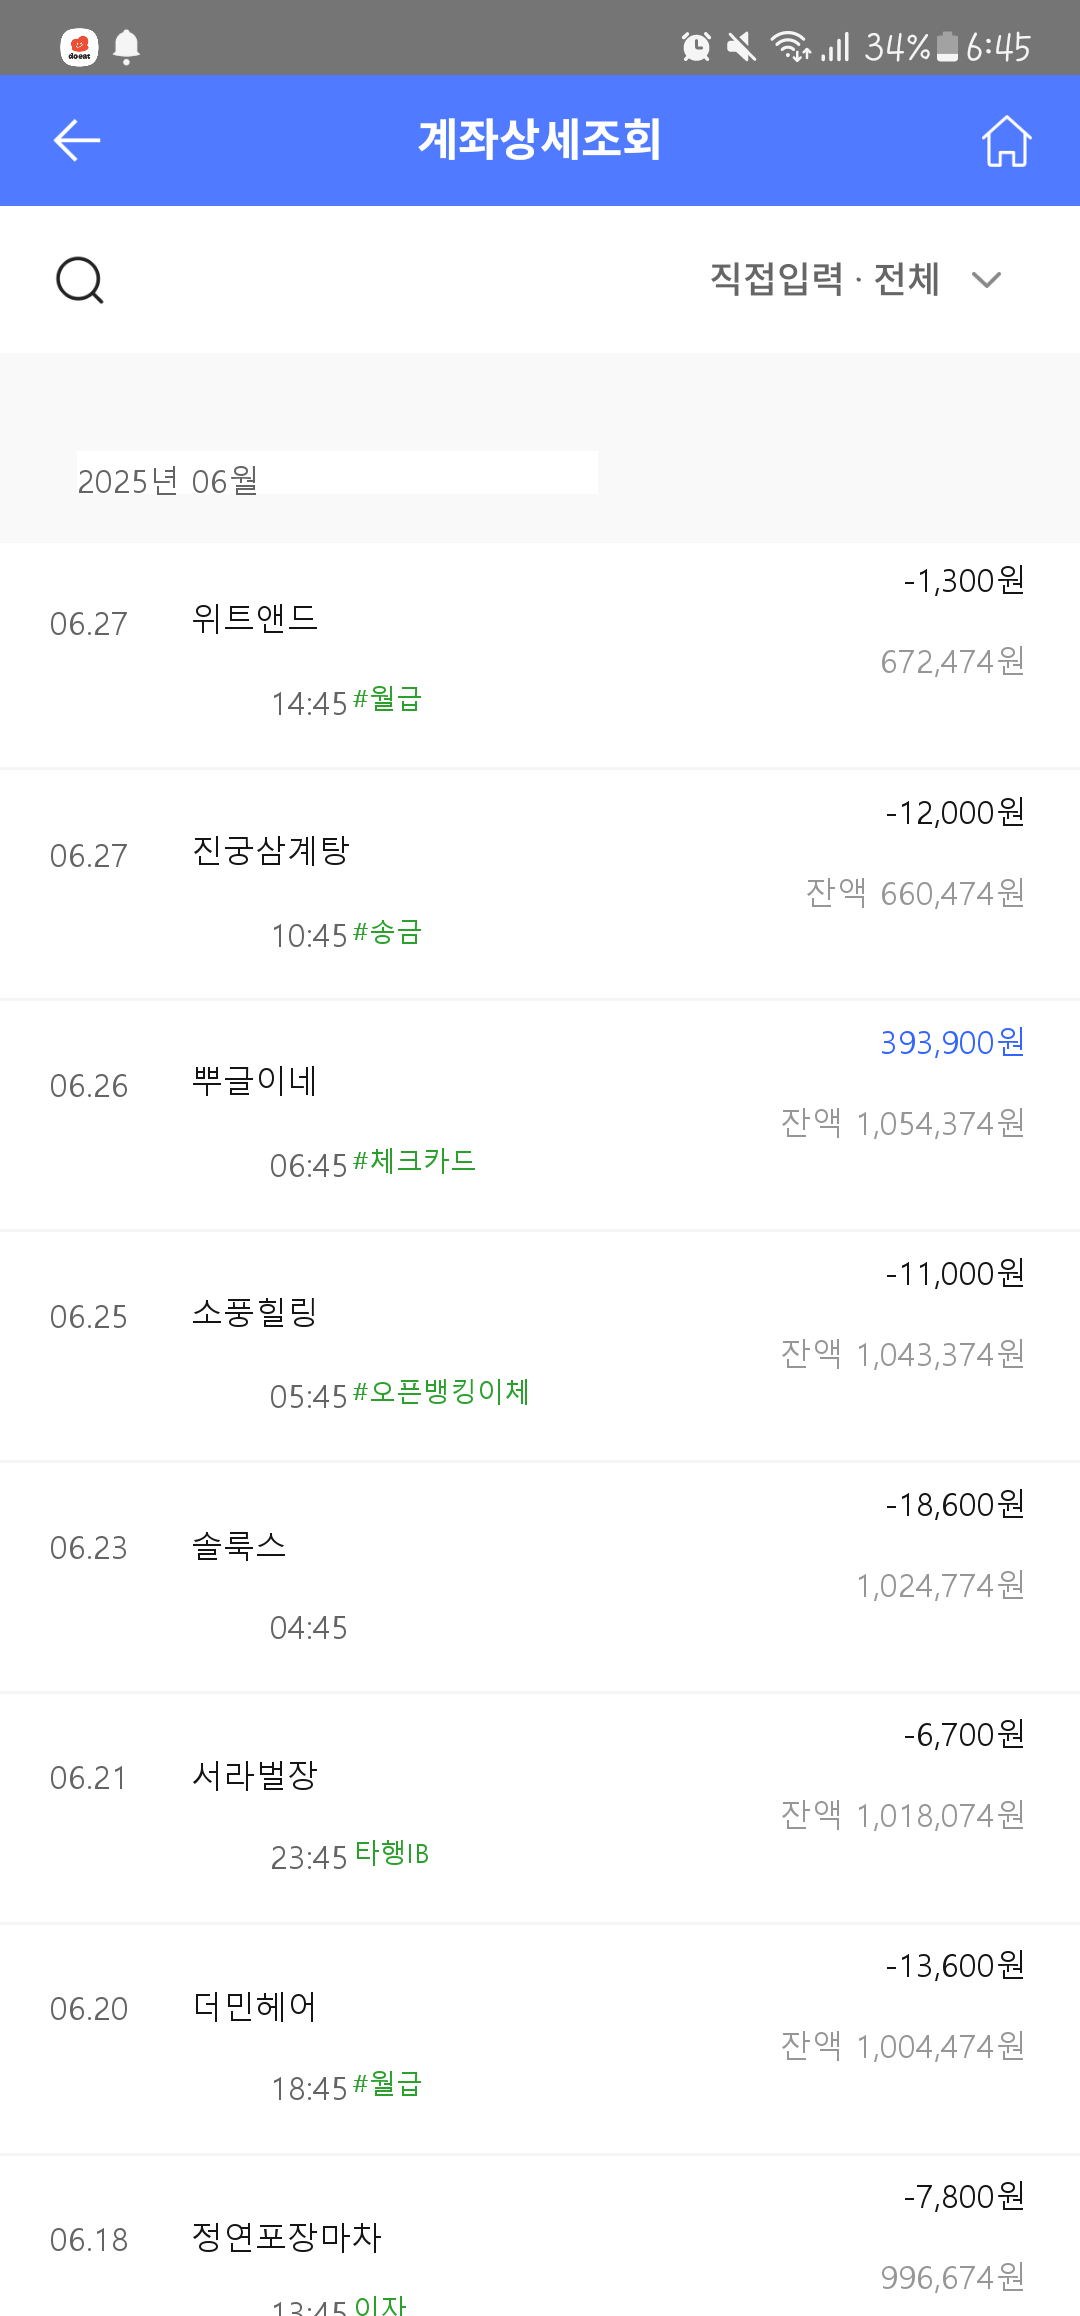 doeat
34% 6:45
계좌상세조회
직접입력 · 전체
2025년 06월
-1,300원
06.27 위트앤드
672,474원
14:45 #월급
-12,000원
06.27 진궁삼계탕
잔액 660,474원
10:45 #송금
393,900원
06.26 뿌글이네
잔액 1,054,374원
06:45 #체크카드
-11,000원
06.25 소풍힐링
잔액 1,043,374원
05:45 #오픈뱅킹이체
-18,600원
06.23 솔룩스
1,024,774원
04:45
-6,700원
06.21 서라벌장
잔액 1,018,074원
23:45 타행IB
-13,600원
06.20 더민헤어
잔액 1,004,474원
18:45 #월급
-7,800원
06.18 정연포장마차
996,674원
13:45 이자